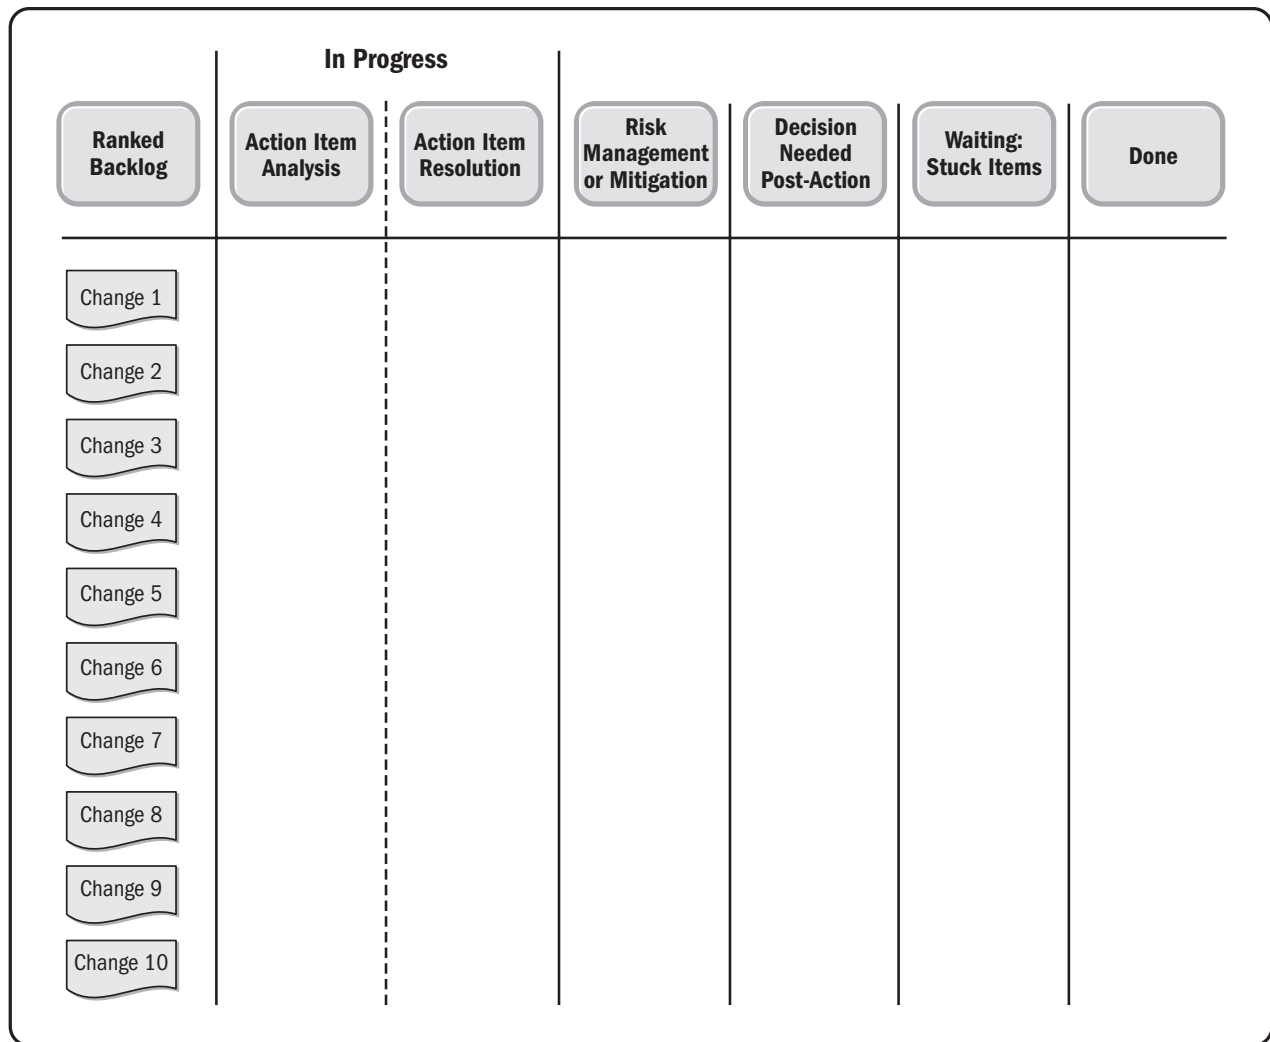 In Progress
Ranked
Backlog
Action Item
Analysis
Action Item
Resolution
Risk
Management
or Mitigation
Decision
Needed
Post-Action
Waiting:
Stuck Items
Done
Change 1
Change 2
Change 3
Change 4
Change 5
Change 6
Change 7
Change 8
Change 9
Change 10